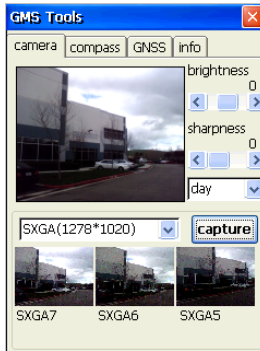 GMS Tools
camera compass GNSS info
brightness
0
sharpness
0
day
SXGA(1278*1020) capture
SXGA7 SXGA6 SXGA5